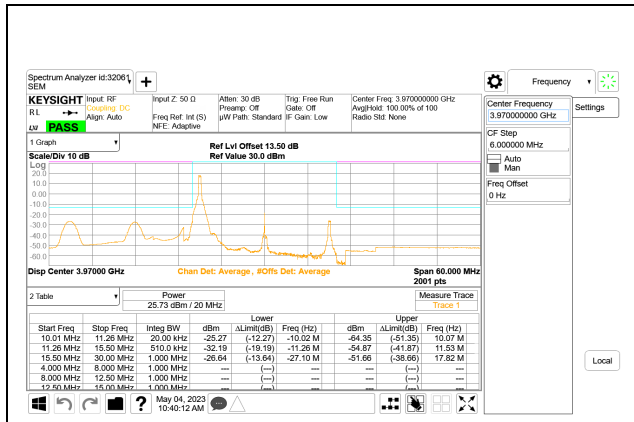 Spectrum Analyzer id:32061
SEM
+
Frequency
KEYSIGHT
RL
LW
PASS
Input: RF
Coupling: DC
Align: Auto
Input Z: 50 Ω
Freq Ref: Int (S)
NFE: Adaptive
Atten: 30 dB
Preamp: Off
µW Path: Standard
Trig: Free Run
Gate: Off
IF Gain: Low
Center Freq: 3.970000000 GHz
Avg|Hold: 100.00% of 100
Radio Std: None
Center Frequency
3.970000000 GHz
Settings
CF Step
6.000000 MHz
Auto
Man
Freq Offset
0 Hz
Local
1 Graph
Scale/Div 10 dB
Ref Lvl Offset 13.50 dB
Ref Value 30.0 dBm
Log
20.0
10.0
0.00
-10.0
-20.0
-30.0
-40.0
-50.0
-60.0
Disp Center 3.97000 GHz
Chan Det: Average , #Offs Det: Average
Span 60.000 MHz
2001 pts
2 Table
Power
25.73 dBm / 20 MHz
Measure Trace
Trace 1
Lower Upper
Start Freq Stop Freq Integ BW dBm ΔLimit(dB) Freq (Hz) dBm ΔLimit(dB) Freq (Hz)
10.01 MHz 11.26 MHz 20.00 kHz -25.27 (-12.27) -10.02 M -64.35 (-51.35) 10.07 M
11.26 MHz 15.50 MHz 510.0 kHz -32.19 (-19.19) -11.26 M -54.87 (-41.87) 11.53 M
15.50 MHz 30.00 MHz 1.000 MHz -26.64 (-13.64) -27.10 M -51.66 (-38.66) 17.82 M
4.000 MHz 8.000 MHz 1.000 MHz --- (---) --- --- (---) ---
8.000 MHz 12.50 MHz 1.000 MHz --- (---) --- --- (---) ---
12.50 MHz 15.00 MHz 1.000 MHz --- (---) --- --- (---) ---
?
May 04, 2023
10:40:12 AM